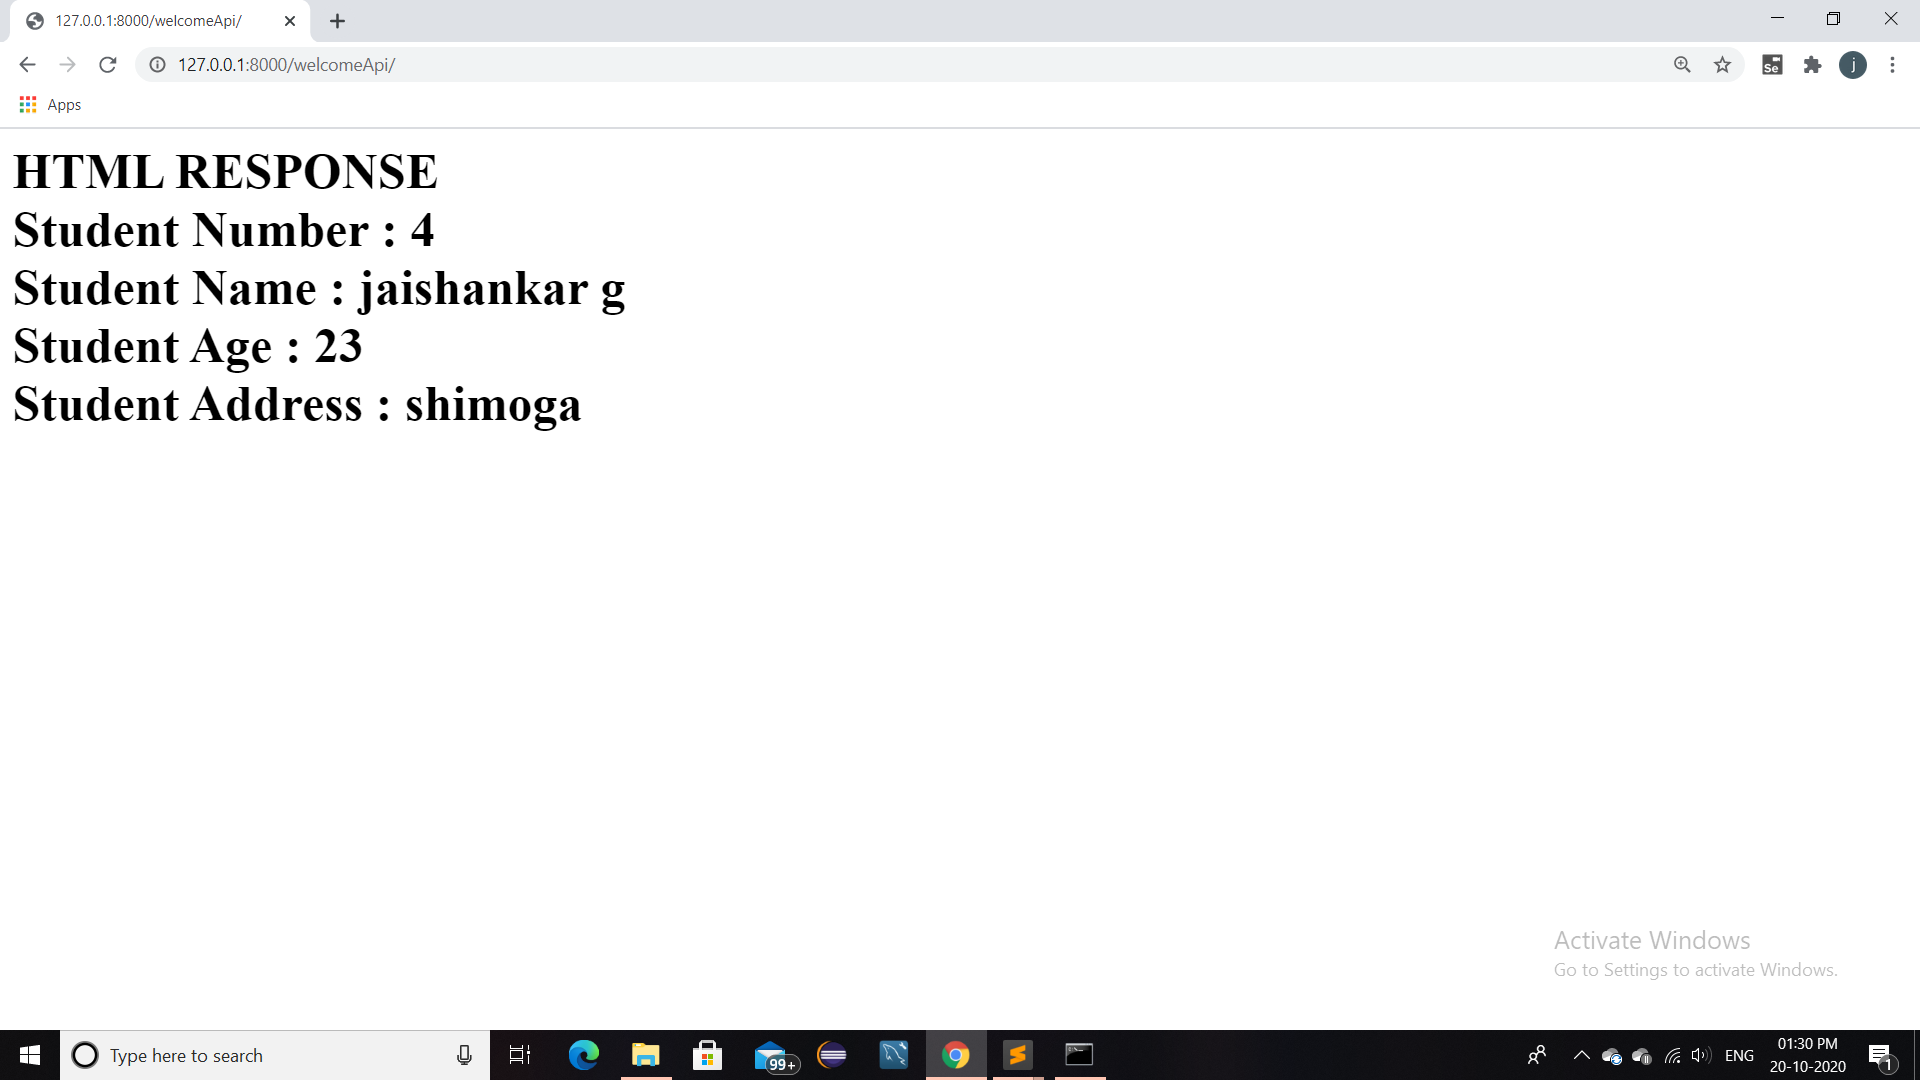 127.0.0.1:8000/welcomeApi/
127.0.0.1:8000/welcomeApi/
Se
j
Apps
HTML RESPONSE
Student Number : 4
Student Name : jaishankar g
Student Age : 23
Student Address : shimoga
Activate Windows
Go to Settings to activate Windows.
Type here to search
99+
ENG
01:30 PM
20-10-2020
1